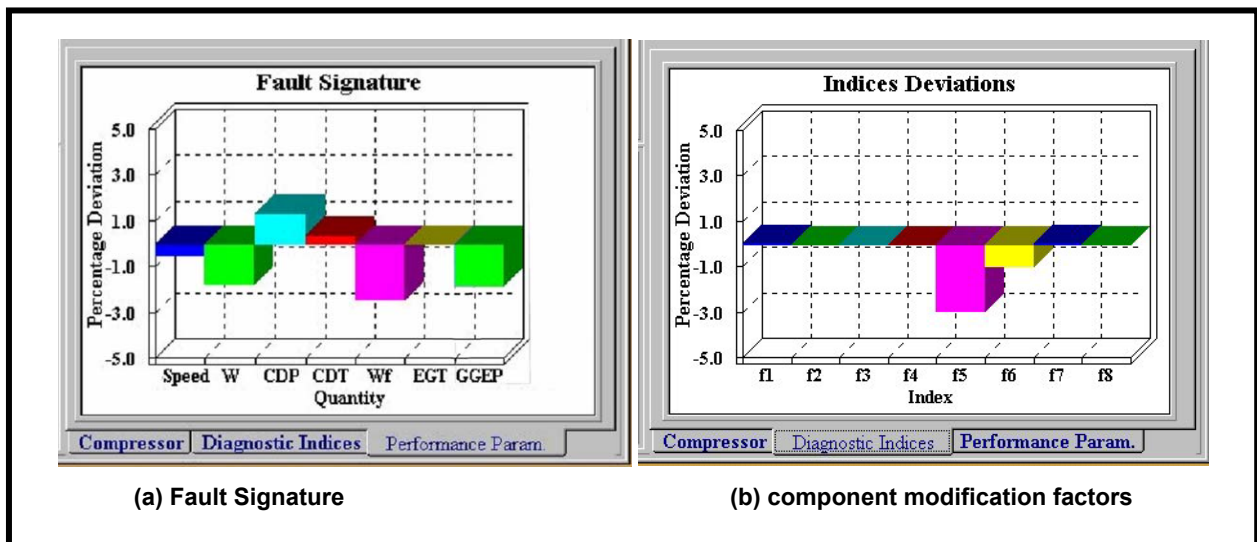 Fault Signature
Percentage Deviation
5.0
3.0
1.0
-1.0
-3.0
-5.0
Speed W CDP CDT Wf EGT GGEP
Quantity
Compressor Diagnostic Indices Performance Param.
(a) Fault Signature
Indices Deviations
Percentage Deviation
5.0
3.0
1.0
-1.0
-3.0
-5.0
f1 f2 f3 f4 f5 f6 f7 f8
Index
Compressor Diagnostic Indices Performance Param.
(b) component modification factors